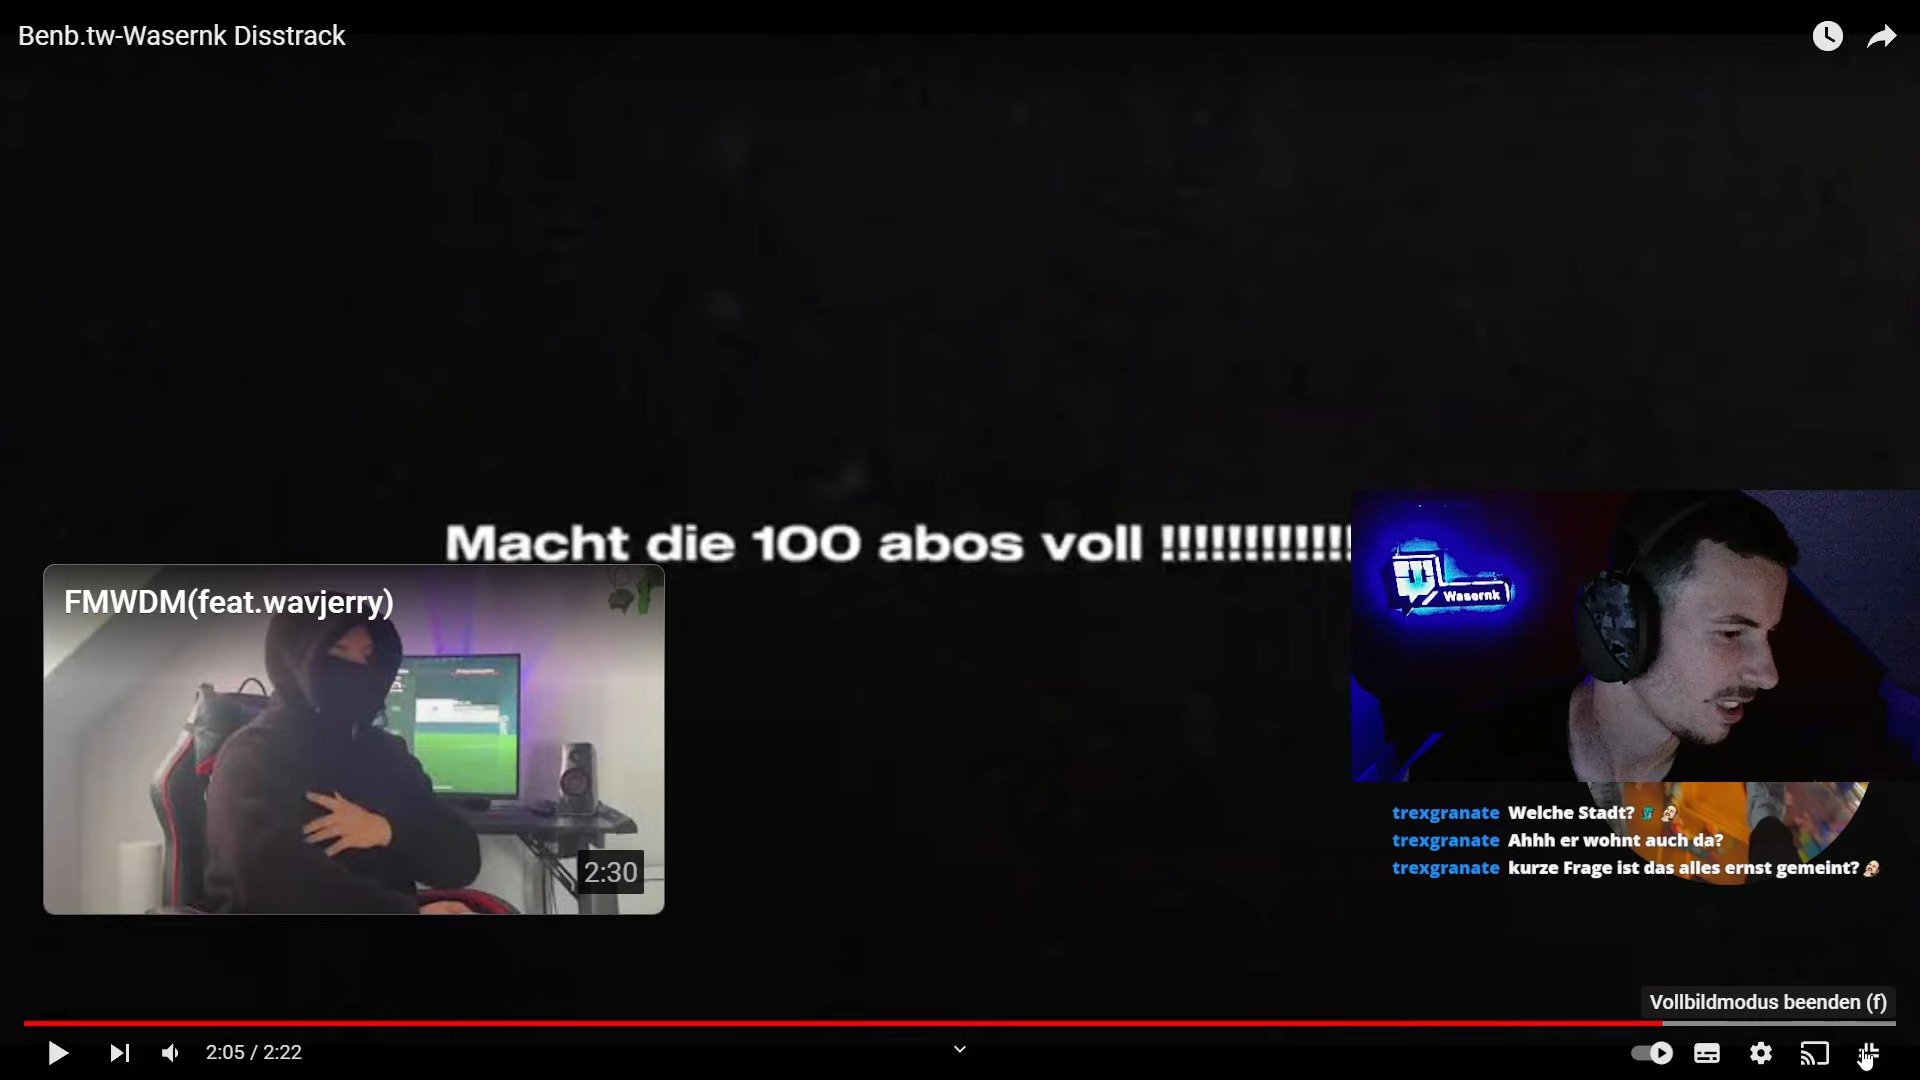 Benb.tw-Wasernk Disstrack
Macht die 100 abos voll !!!!!!!!!!!!!
FMWDM(feat.wavjerry)
2:30
Wasernk
trexgranate Welche Stadt?
trexgranate Ahhh er wohnt auch da?
trexgranate kurze Frage ist das alles ernst gemeint?
Vollbildmodus beenden (f)
2:05 / 2:22